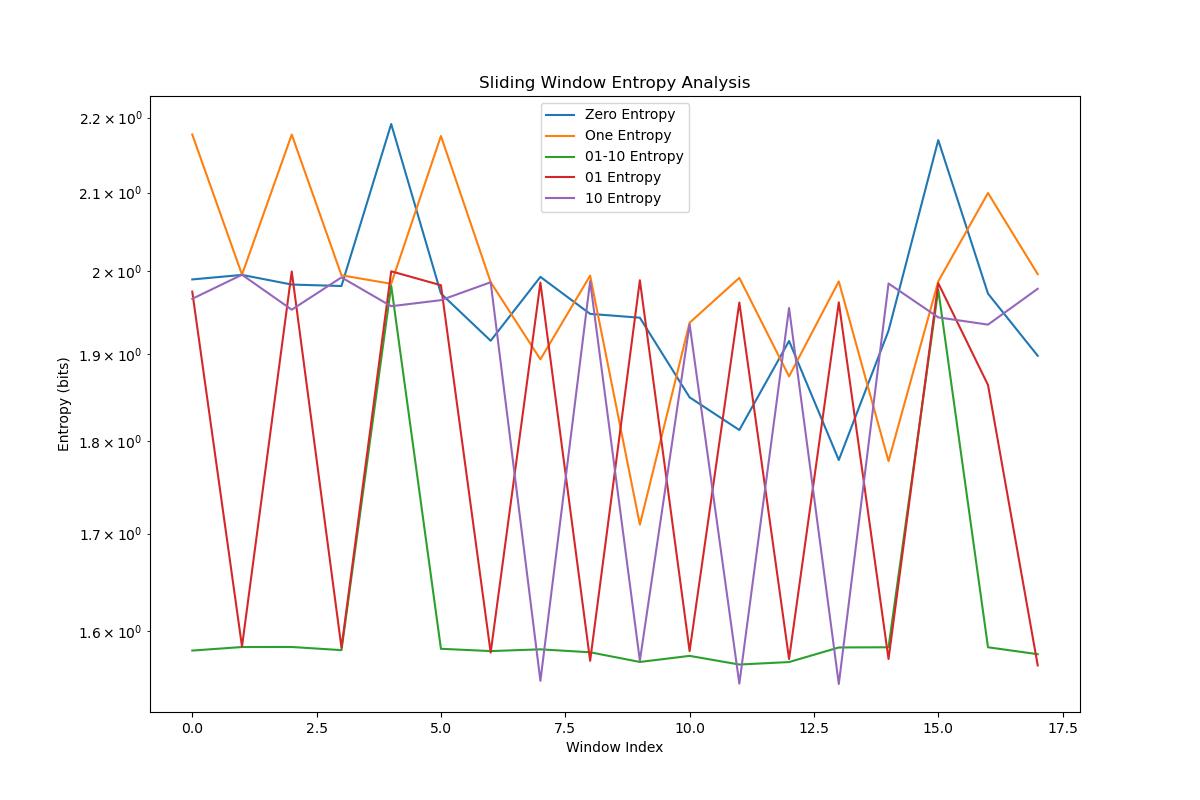 Sliding Window Entropy Analysis
Zero Entropy
One Entropy
01-10 Entropy
01 Entropy
10 Entropy
2.2 × 10⁰
2.1 × 10⁰
2 × 10⁰
1.9 × 10⁰
1.8 × 10⁰
1.7 × 10⁰
1.6 × 10⁰
Entropy (bits)
0.0 2.5 5.0 7.5 10.0 12.5 15.0 17.5
Window Index